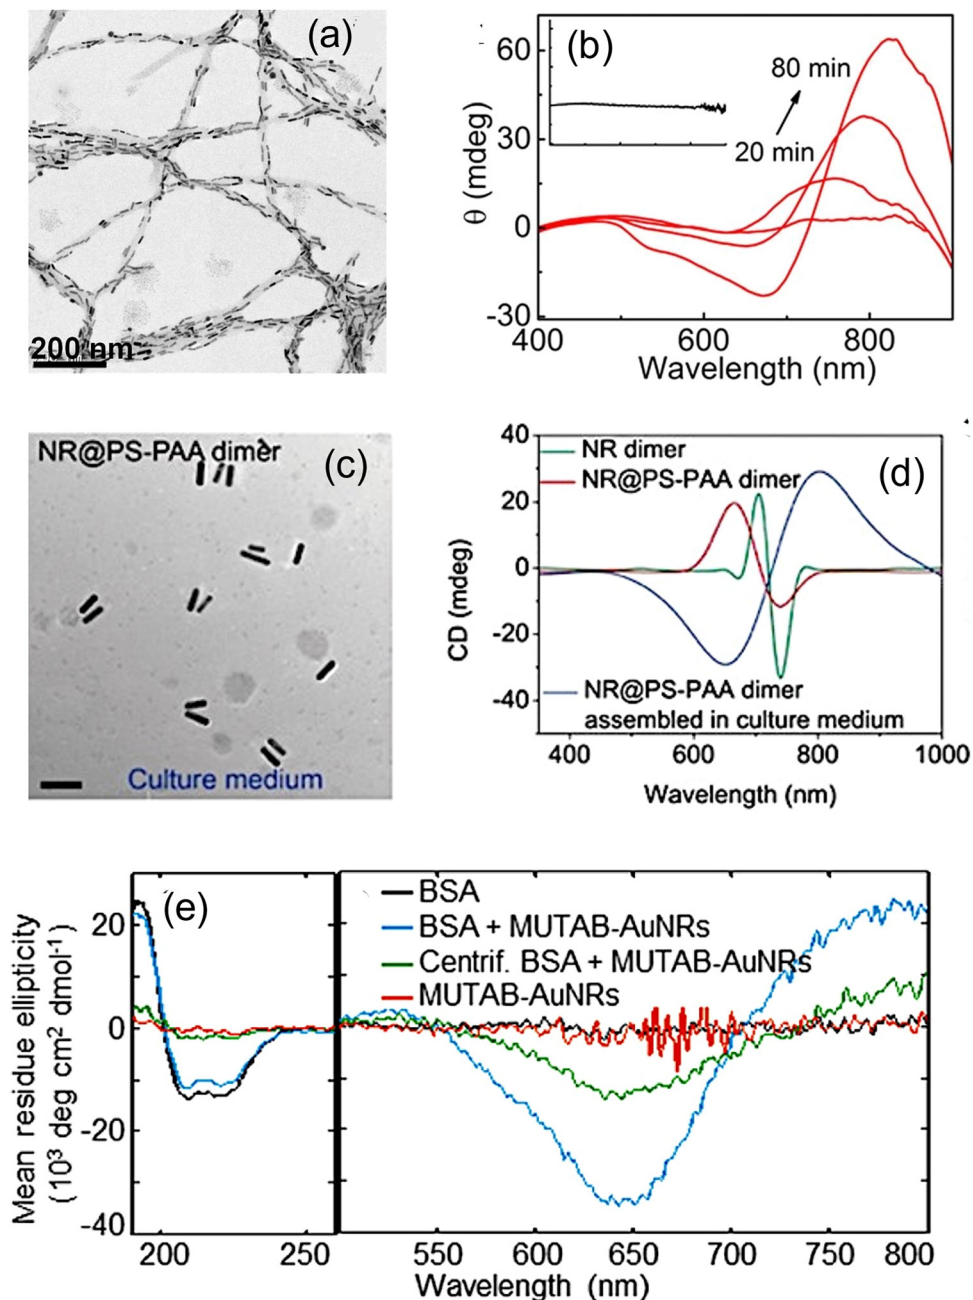 (a)
200 nm
(b)
80 min
20 min
60
30
0
-30
θ (mdeg)
400 600 800
Wavelength (nm)
NR@PS-PAA dimer
(c)
Culture medium
(d)
NR dimer
NR@PS-PAA dimer
NR@PS-PAA dimer
assembled in culture medium
40
20
0
-20
-40
CD (mdeg)
400 600 800 1000
Wavelength (nm)
(e)
BSA
BSA + MUTAB-AuNRs
Centrif. BSA + MUTAB-AuNRs
MUTAB-AuNRs
20
0
-20
-40
Mean residue ellipticity
(10³ deg cm² dmol⁻¹)
200 250 550 600 650 700 750 800
Wavelength (nm)